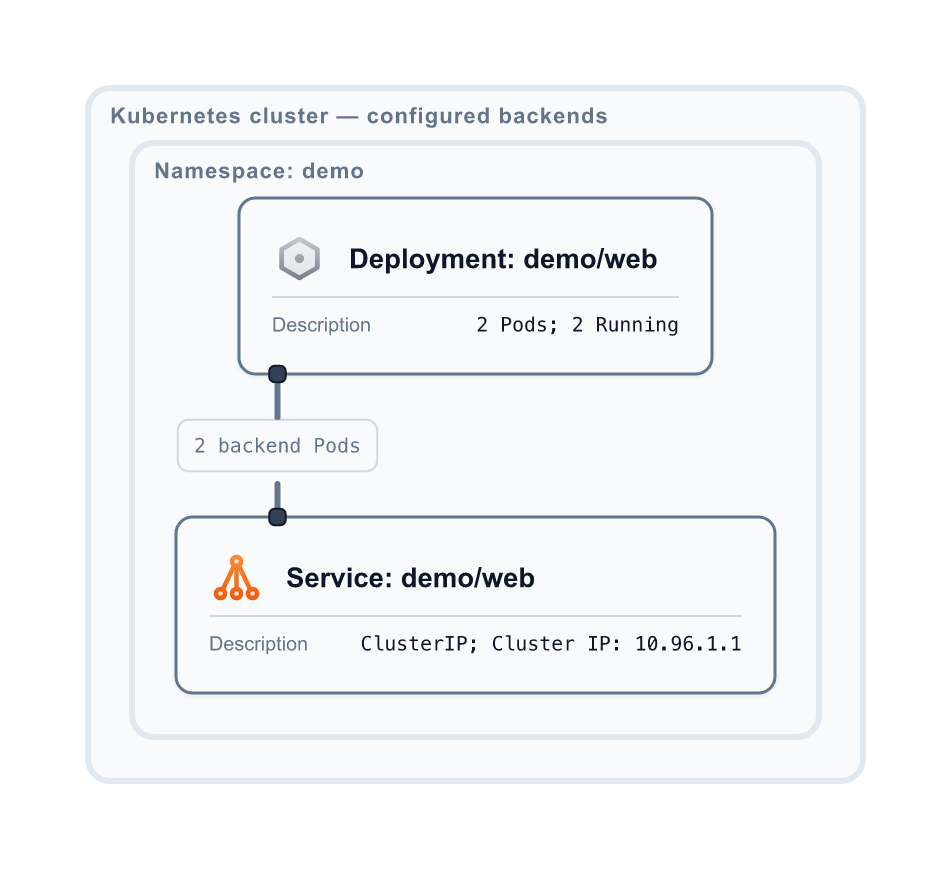 Kubernetes cluster — configured backends
Namespace: demo
Deployment: demo/web
Description 2 Pods; 2 Running
2 backend Pods
Service: demo/web
Description ClusterIP; Cluster IP: 10.96.1.1